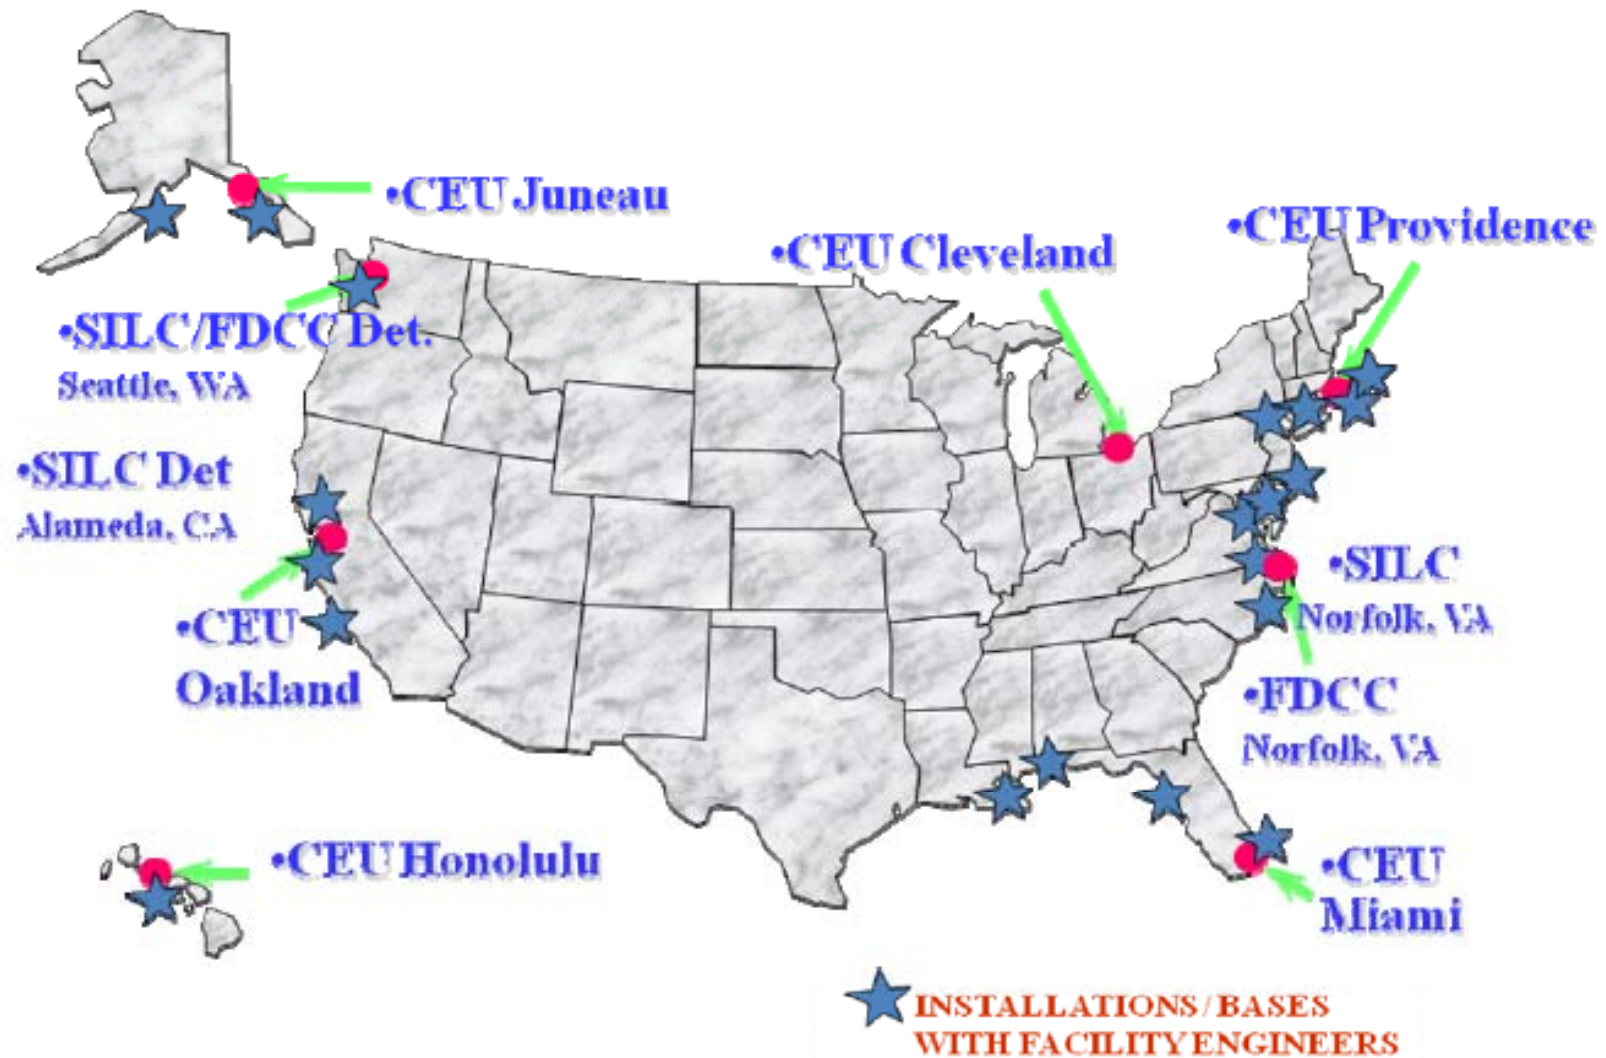 •CEU Juneau
•CEU Cleveland
•CEU Providence
•SILC/FDCC Det.
Seattle, WA
•SILC Det
Alameda, CA
•CEU
Oakland
•SILC
Norfolk, VA
•FDCC
Norfolk, VA
•CEU Honolulu
•CEU
Miami
INSTALLATIONS / BASES
WITH FACILITY ENGINEERS